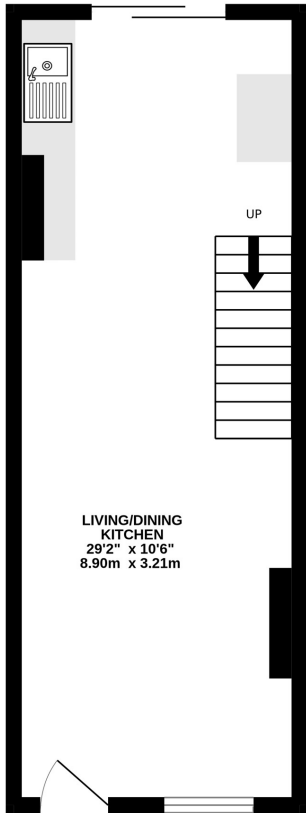 UP
LIVING/DINING
KITCHEN
29'2" x 10'6"
8.90m x 3.21m